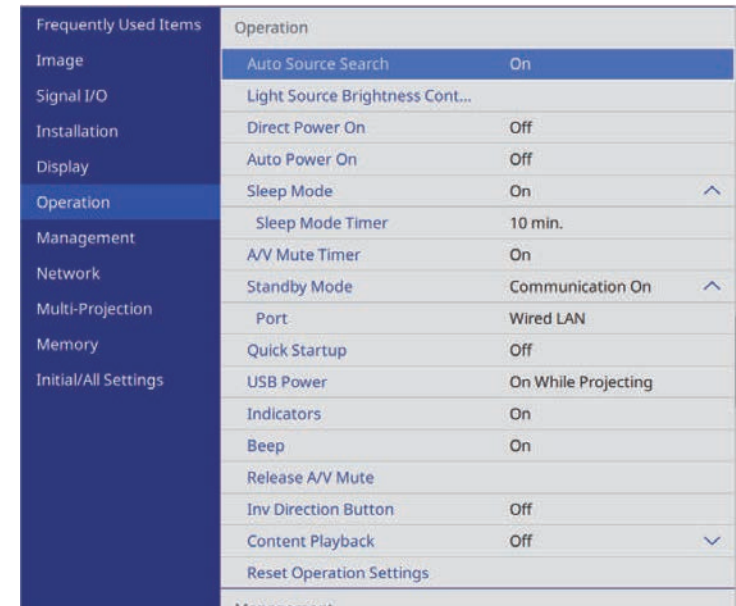 Frequently Used Items
Image
Signal I/O
Installation
Display
Operation
Management
Network
Multi-Projection
Memory
Initial/All Settings
Operation
Auto Source Search On
Light Source Brightness Cont...
Direct Power On Off
Auto Power On Off
Sleep Mode On
Sleep Mode Timer 10 min.
A/V Mute Timer On
Standby Mode Communication On
Port Wired LAN
Quick Startup Off
USB Power On While Projecting
Indicators On
Beep On
Release A/V Mute
Inv Direction Button Off
Content Playback Off
Reset Operation Settings